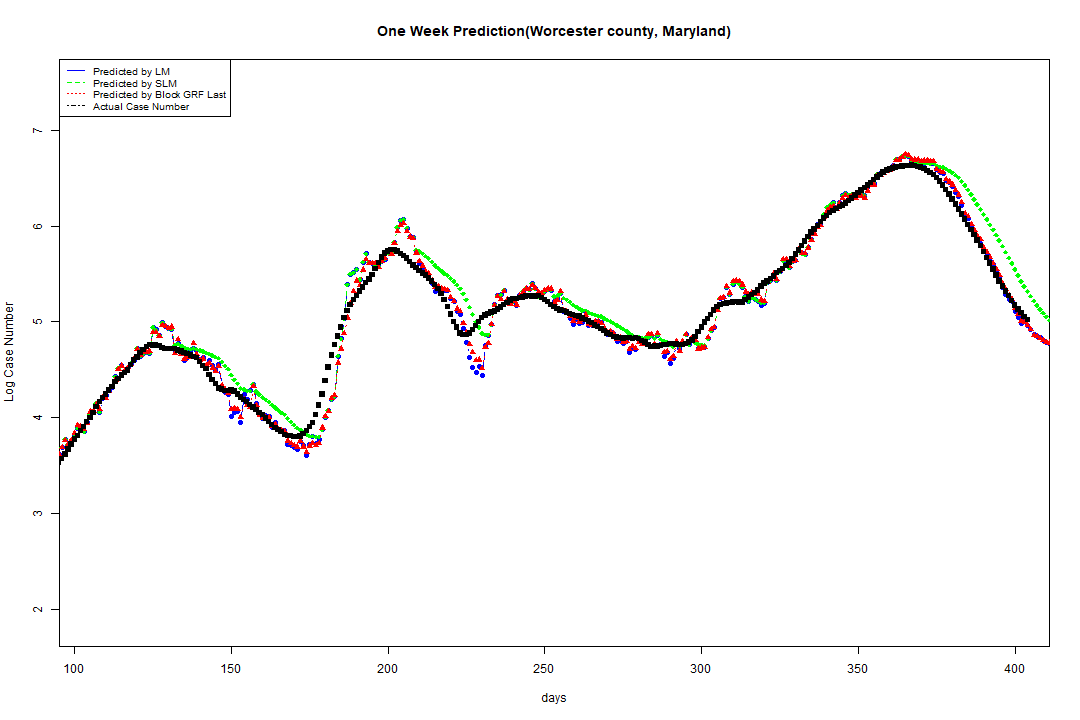 One Week Prediction(Worcester county, Maryland)
Predicted by LM
Predicted by SLM
Predicted by Block GRF Last
Actual Case Number
7
6
5
4
3
2
Log Case Number
100 150 200 250 300 350 400
days